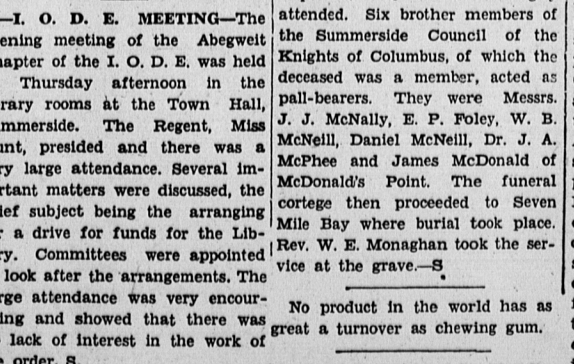 —I. O. D. E. MEETING—The
ening meeting of the Abegweit
hapter of the I. O. D. E. was held
Thursday afternoon in the
rary rooms at the Town Hall,
mmerside. The Regent, Miss
unt, presided and there was a
ry large attendance. Several im-
rtant matters were discussed, the
ief subject being the arranging
r a drive for funds for the Lib-
ry. Committees were appointed
look after the arrangements. The
rge attendance was very encour-
ing and showed that there was
lack of interest in the work of
order. S.
attended. Six brother members of
the Summerside Council of the
Knights of Columbus, of which the
deceased was a member, acted as
pall-bearers. They were Messrs.
J. J. McNally, E. P. Foley, W. B.
McNeill, Daniel McNeill, Dr. J. A.
McPhee and James McDonald of
McDonald's Point. The funeral
cortege then proceeded to Seven
Mile Bay where burial took place.
Rev. W. E. Monaghan took the ser-
vice at the grave.—S.
No product in the world has as
great a turnover as chewing gum.